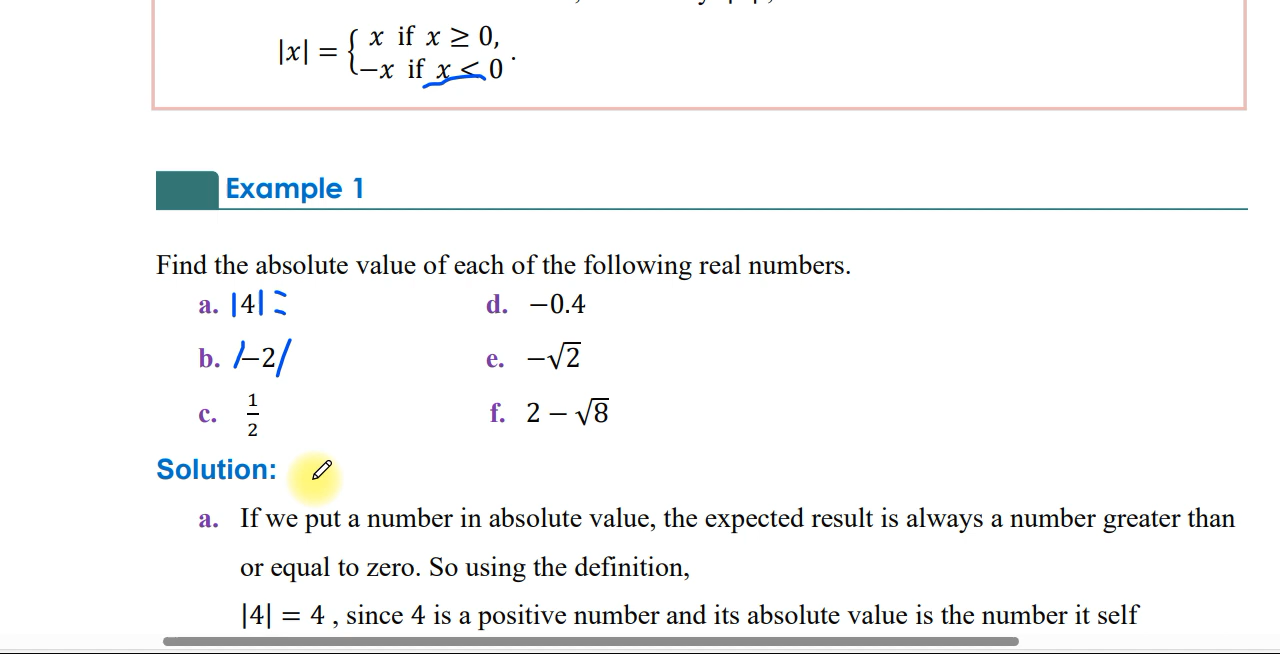 |x| = { x if x ≥ 0,
−x if x < 0 .
Example 1
Find the absolute value of each of the following real numbers.
a. |4| =
d. −0.4
b. |−2|
e. −√2
c. 1/2
f. 2 − √8
Solution:
a. If we put a number in absolute value, the expected result is always a number greater than
or equal to zero. So using the definition,
|4| = 4 , since 4 is a positive number and its absolute value is the number it self